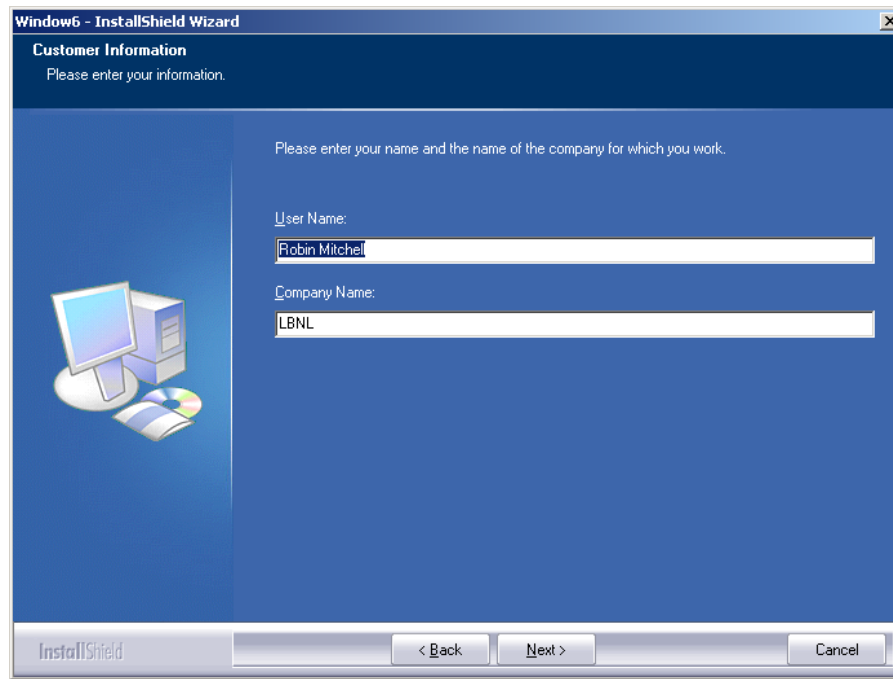 Window6 - InstallShield Wizard
Customer Information
Please enter your information.
Please enter your name and the name of the company for which you work.
User Name:
Robin Mitchell
Company Name:
LBNL
InstallShield
< Back
Next >
Cancel